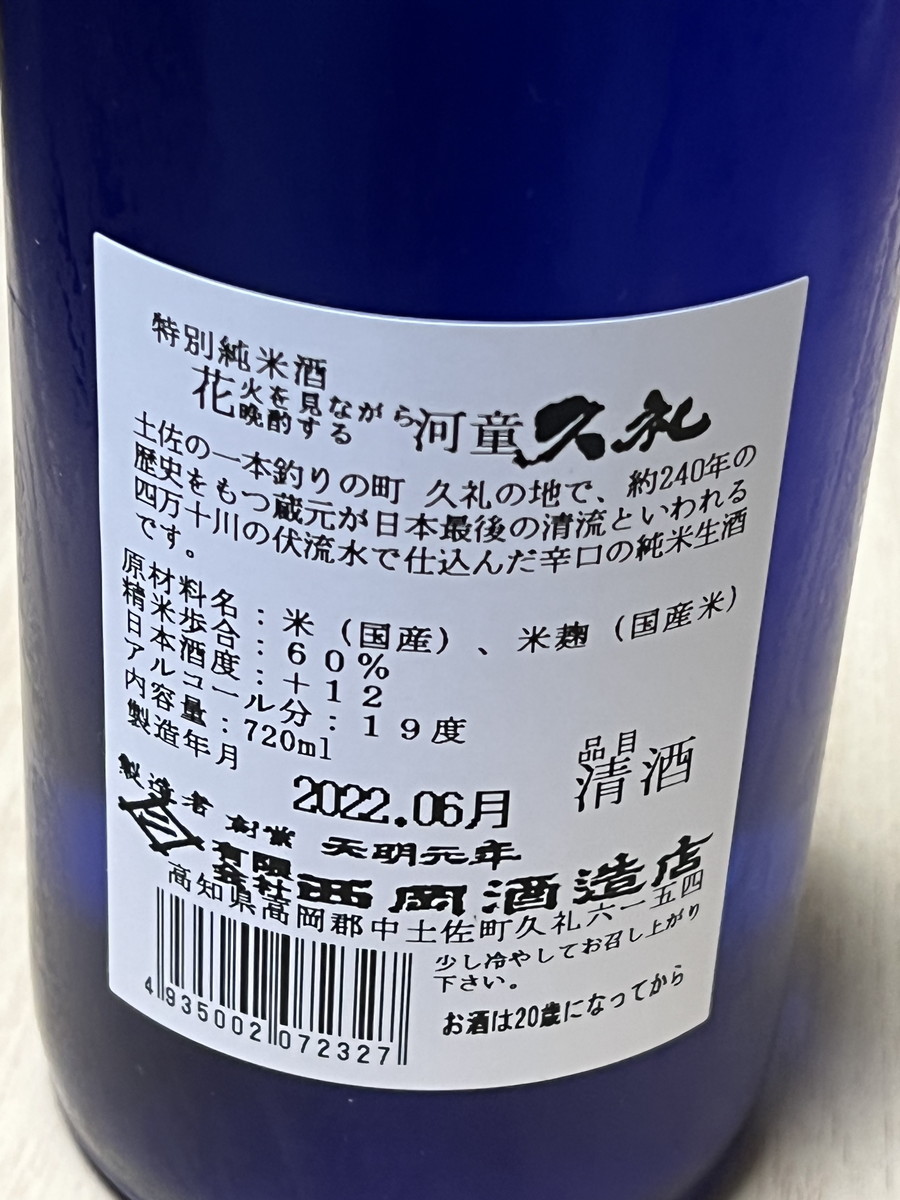 特別純米酒
花火を見ながら晩酌する河童久礼
土佐の一本釣りの町 久礼の地で、約240年の
歴史をもつ蔵元が日本最後の清流といわれる
四万十川の伏流水で仕込んだ辛口の純米生酒
です。
原材料名：米（国産）、米麹（国産米）
精米歩合：６０％
日本酒度：＋１２
アルコール分：１９度
内容量：720ml
製造年月
2022.06月
品目
清酒
製造者 創業 天明元年
有限会社西岡酒造店
高知県高岡郡中土佐町久礼六一五四
少し冷やしてお召し上がり
下さい。
お酒は20歳になってから
4 935002 072327